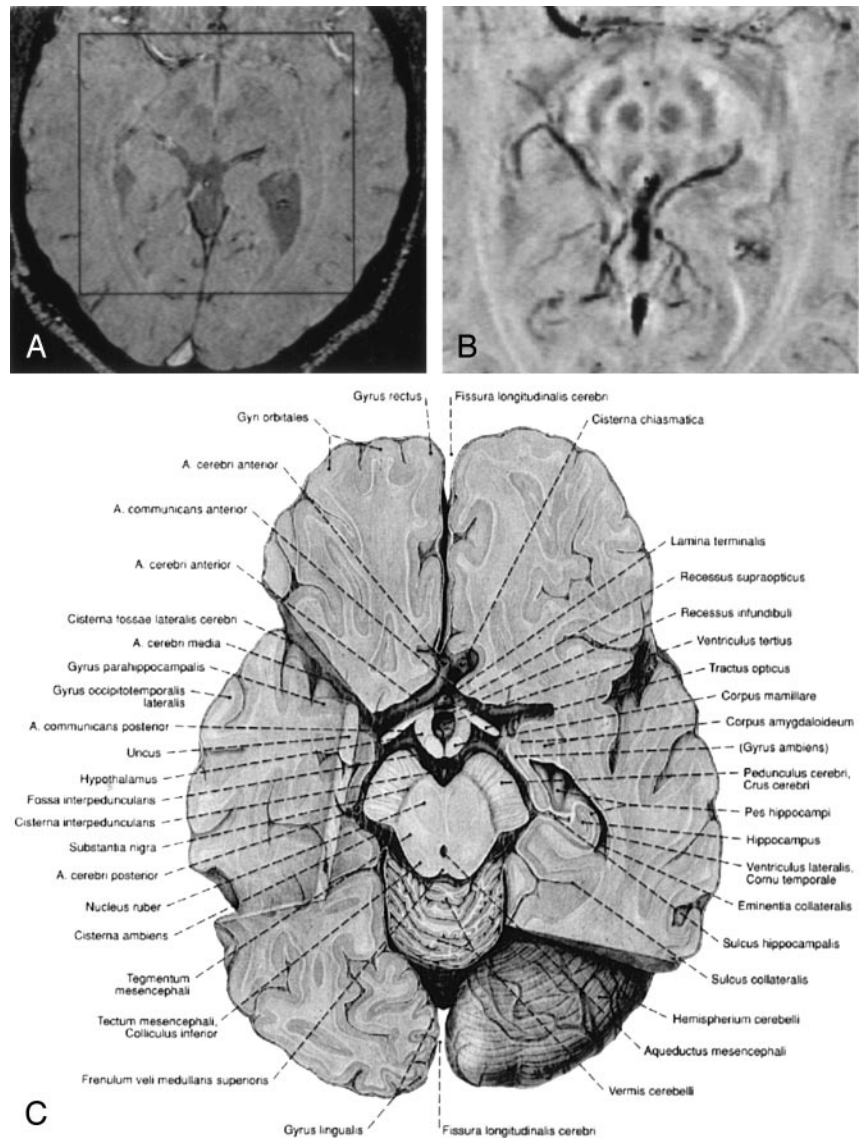 A
B
Gyrus rectus
Fissura longitudinalis cerebri
Gyri orbitales
Cisterna chiasmatica
A. cerebri anterior
A. communicans anterior
A. cerebri anterior
Cisterna fossae lateralis cerebri
A. cerebri media
Gyrus parahippocampalis
Gyrus occipitotemporalis
lateralis
A. communicans posterior
Uncus
Hypothalamus
Fossa interpeduncularis
Cisterna interpeduncularis
Substantia nigra
A. cerebri posterior
Nucleus ruber
Cisterna ambiens
Tegmentum
mesencephali
Tectum mesencephali,
Colliculus inferior
Frenulum veli medullaris superioris
Gyrus lingualis
Lamina terminalis
Recessus supraopticus
Recessus infundibuli
Ventriculus tertius
Tractus opticus
Corpus mamillare
Corpus amygdaloideum
(Gyrus ambiens)
Pedunculus cerebri,
Crus cerebri
Pes hippocampi
Hippocampus
Ventriculus lateralis,
Cornu temporale
Eminentia collateralis
Sulcus hippocampalis
Sulcus collateralis
Hemispherium cerebelli
Aqueductus mesencephali
Vermis cerebelli
Fissura longitudinalis cerebri
C